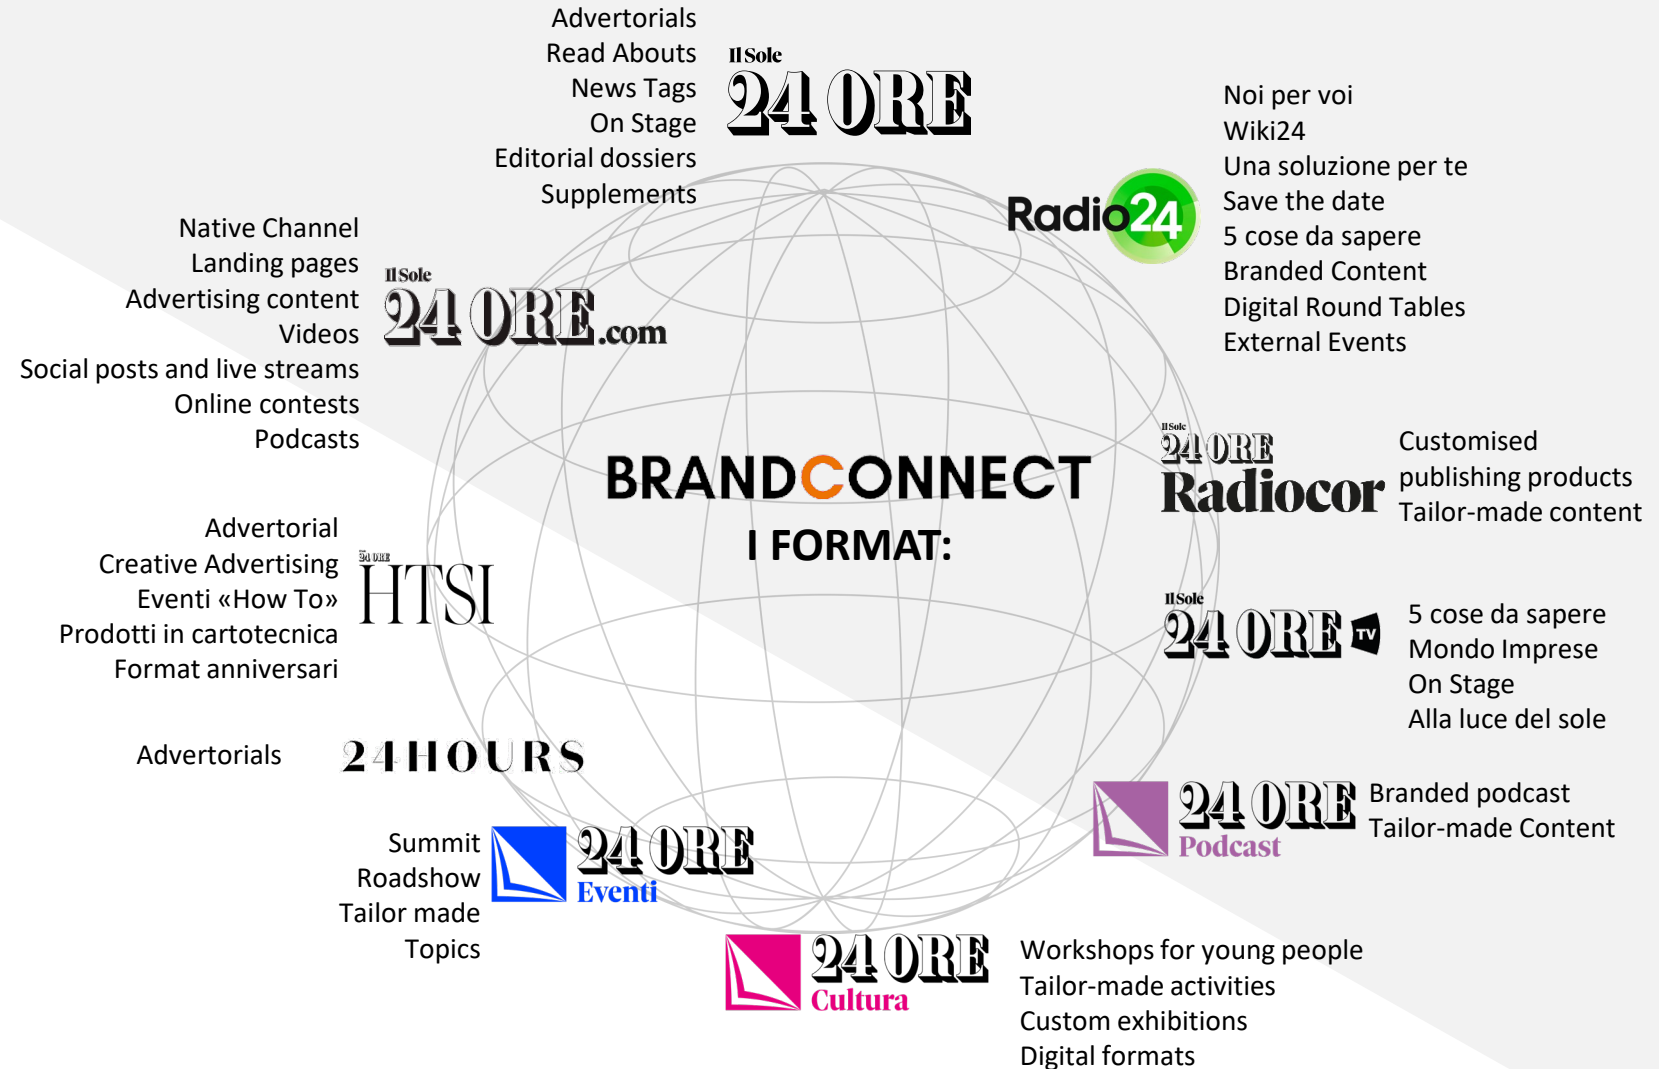 Advertorials
Read Abouts
News Tags
On Stage
Editorial dossiers
Supplements
Il Sole
24 ORE
Radio24
Noi per voi
Wiki24
Una soluzione per te
Save the date
5 cose da sapere
Branded Content
Digital Round Tables
External Events
Native Channel
Landing pages
Advertising content
Videos
Social posts and live streams
Online contests
Podcasts
Il Sole
24 ORE.com
BRANDCONNECT
I FORMAT:
Il Sole
24 ORE
Radiocor
Customised
publishing products
Tailor-made content
Advertorial
Creative Advertising
Eventi «How To»
Prodotti in cartotecnica
Format anniversari
24 ORE
HTSI
Il Sole
24 ORE TV
5 cose da sapere
Mondo Imprese
On Stage
Alla luce del sole
Advertorials
24HOURS
24 ORE
Podcast
Branded podcast
Tailor-made Content
Summit
Roadshow
Tailor made
Topics
24 ORE
Eventi
24 ORE
Cultura
Workshops for young people
Tailor-made activities
Custom exhibitions
Digital formats